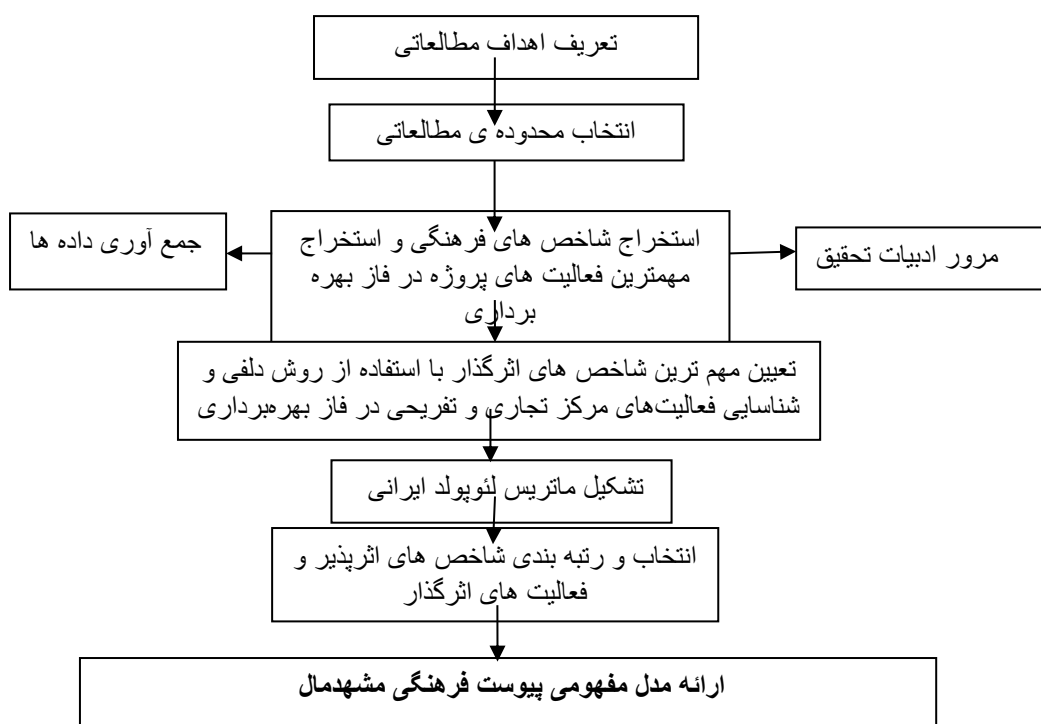 تعریف اهداف مطالعاتی
انتخاب محدوده ی مطالعاتی
استخراج شاخص های فرهنگی و استخراج
مهمترین فعالیت های پروژه در فاز بهره
برداری
مرور ادبیات تحقیق
جمع آوری داده ها
تعیین مهم ترین شاخص های اثرگذار با استفاده از روش دلفی و
شناسایی فعالیت‌های مرکز تجاری و تفریحی در فاز بهره‌برداری
تشکیل ماتریس لئوپولد ایرانی
انتخاب و رتبه بندی شاخص های اثرپذیر و
فعالیت های اثرگذار
ارائه مدل مفهومی پیوست فرهنگی مشهدمال